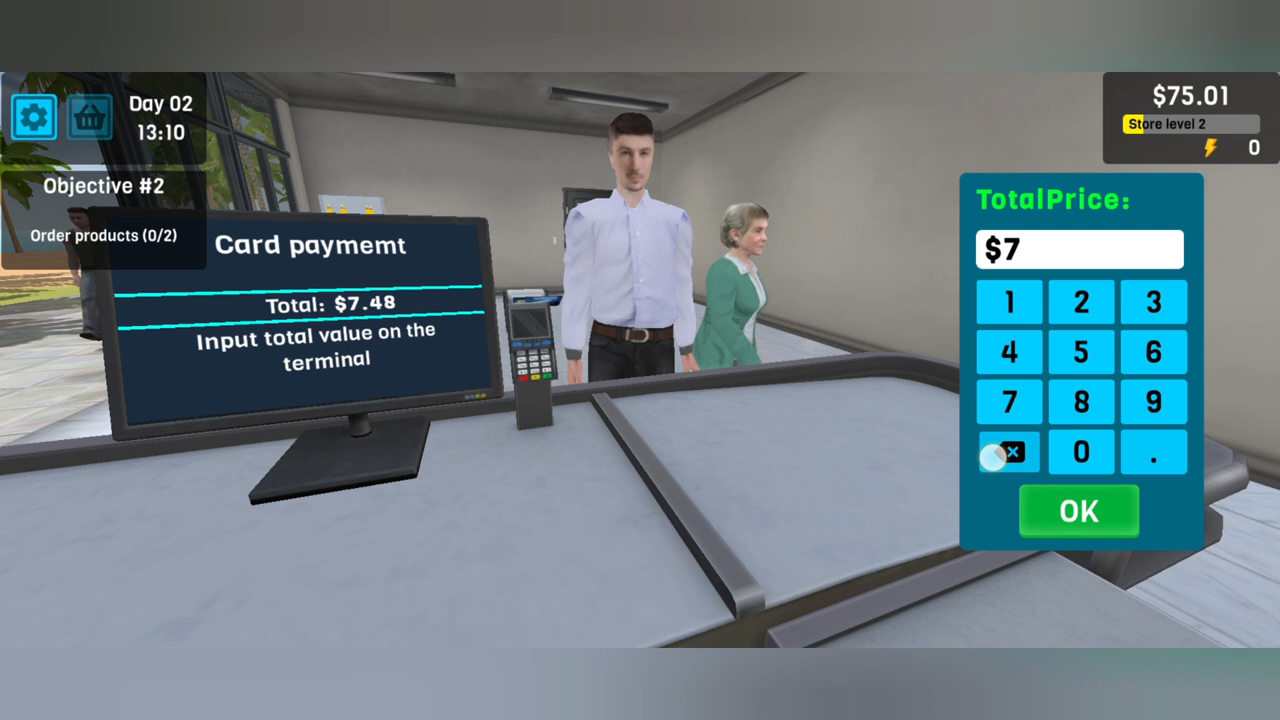 Day 02
13:10
Objective #2
Order products (0/2)
Card paymemt
Total: $7.48
Input total value on the
terminal
$75.01
Store level 2
0
TotalPrice:
$7
1 2 3
4 5 6
7 8 9
0 .
OK